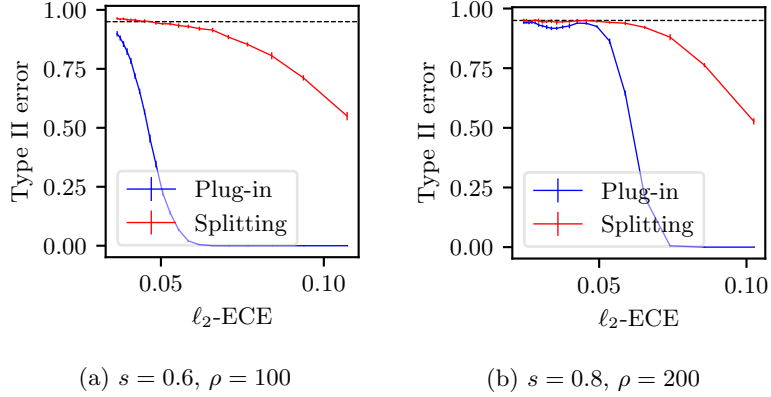 Type II error
1.00
0.75
0.50
0.25
0.00
Plug-in
Splitting
0.05
0.10
ℓ₂-ECE
(a) s = 0.6, ρ = 100
Type II error
1.00
0.75
0.50
0.25
0.00
Plug-in
Splitting
0.05
0.10
ℓ₂-ECE
(b) s = 0.8, ρ = 200